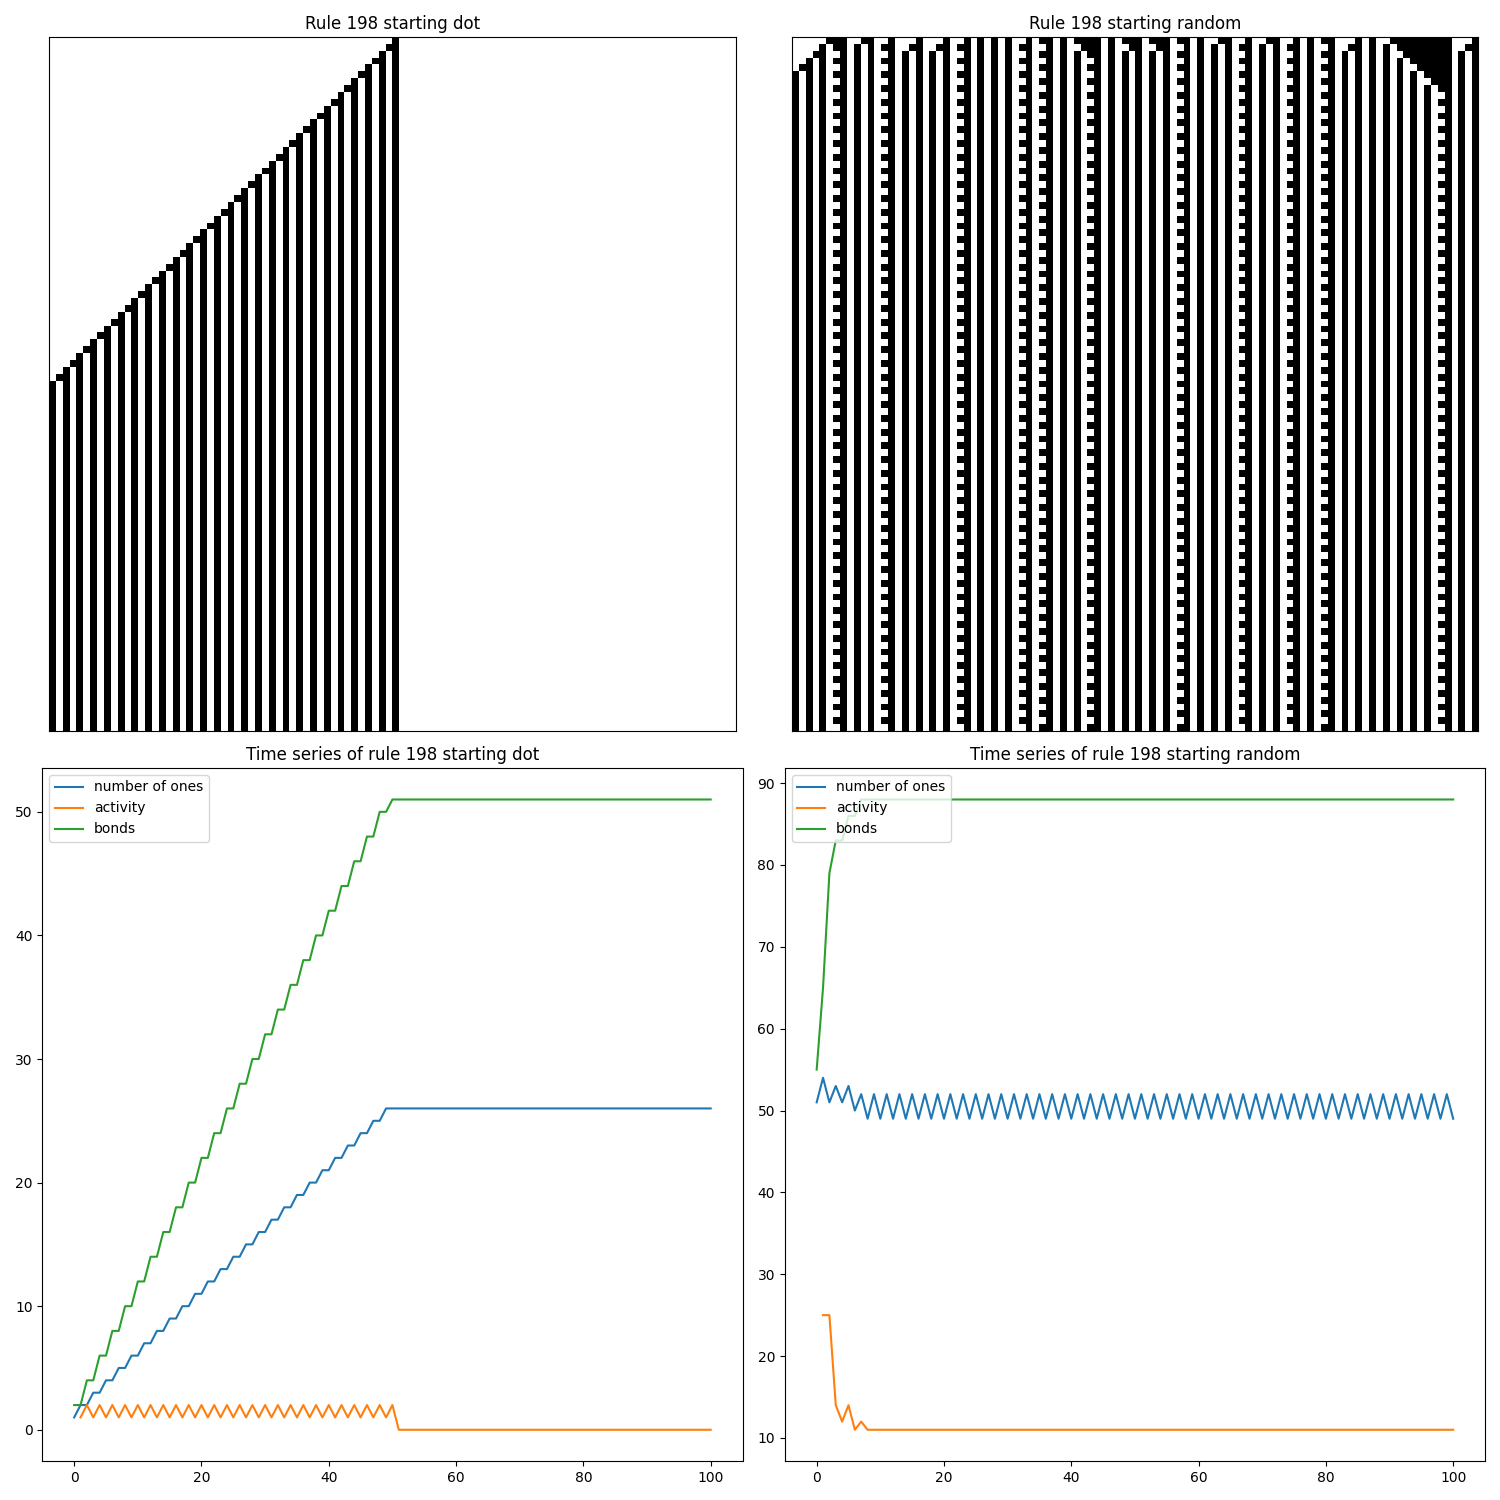 Rule 198 starting dot
Rule 198 starting random
Time series of rule 198 starting dot
number of ones
activity
bonds
50
40
30
20
10
0
0
20
40
60
80
100
Time series of rule 198 starting random
number of ones
activity
bonds
90
80
70
60
50
40
30
20
10
0
20
40
60
80
100